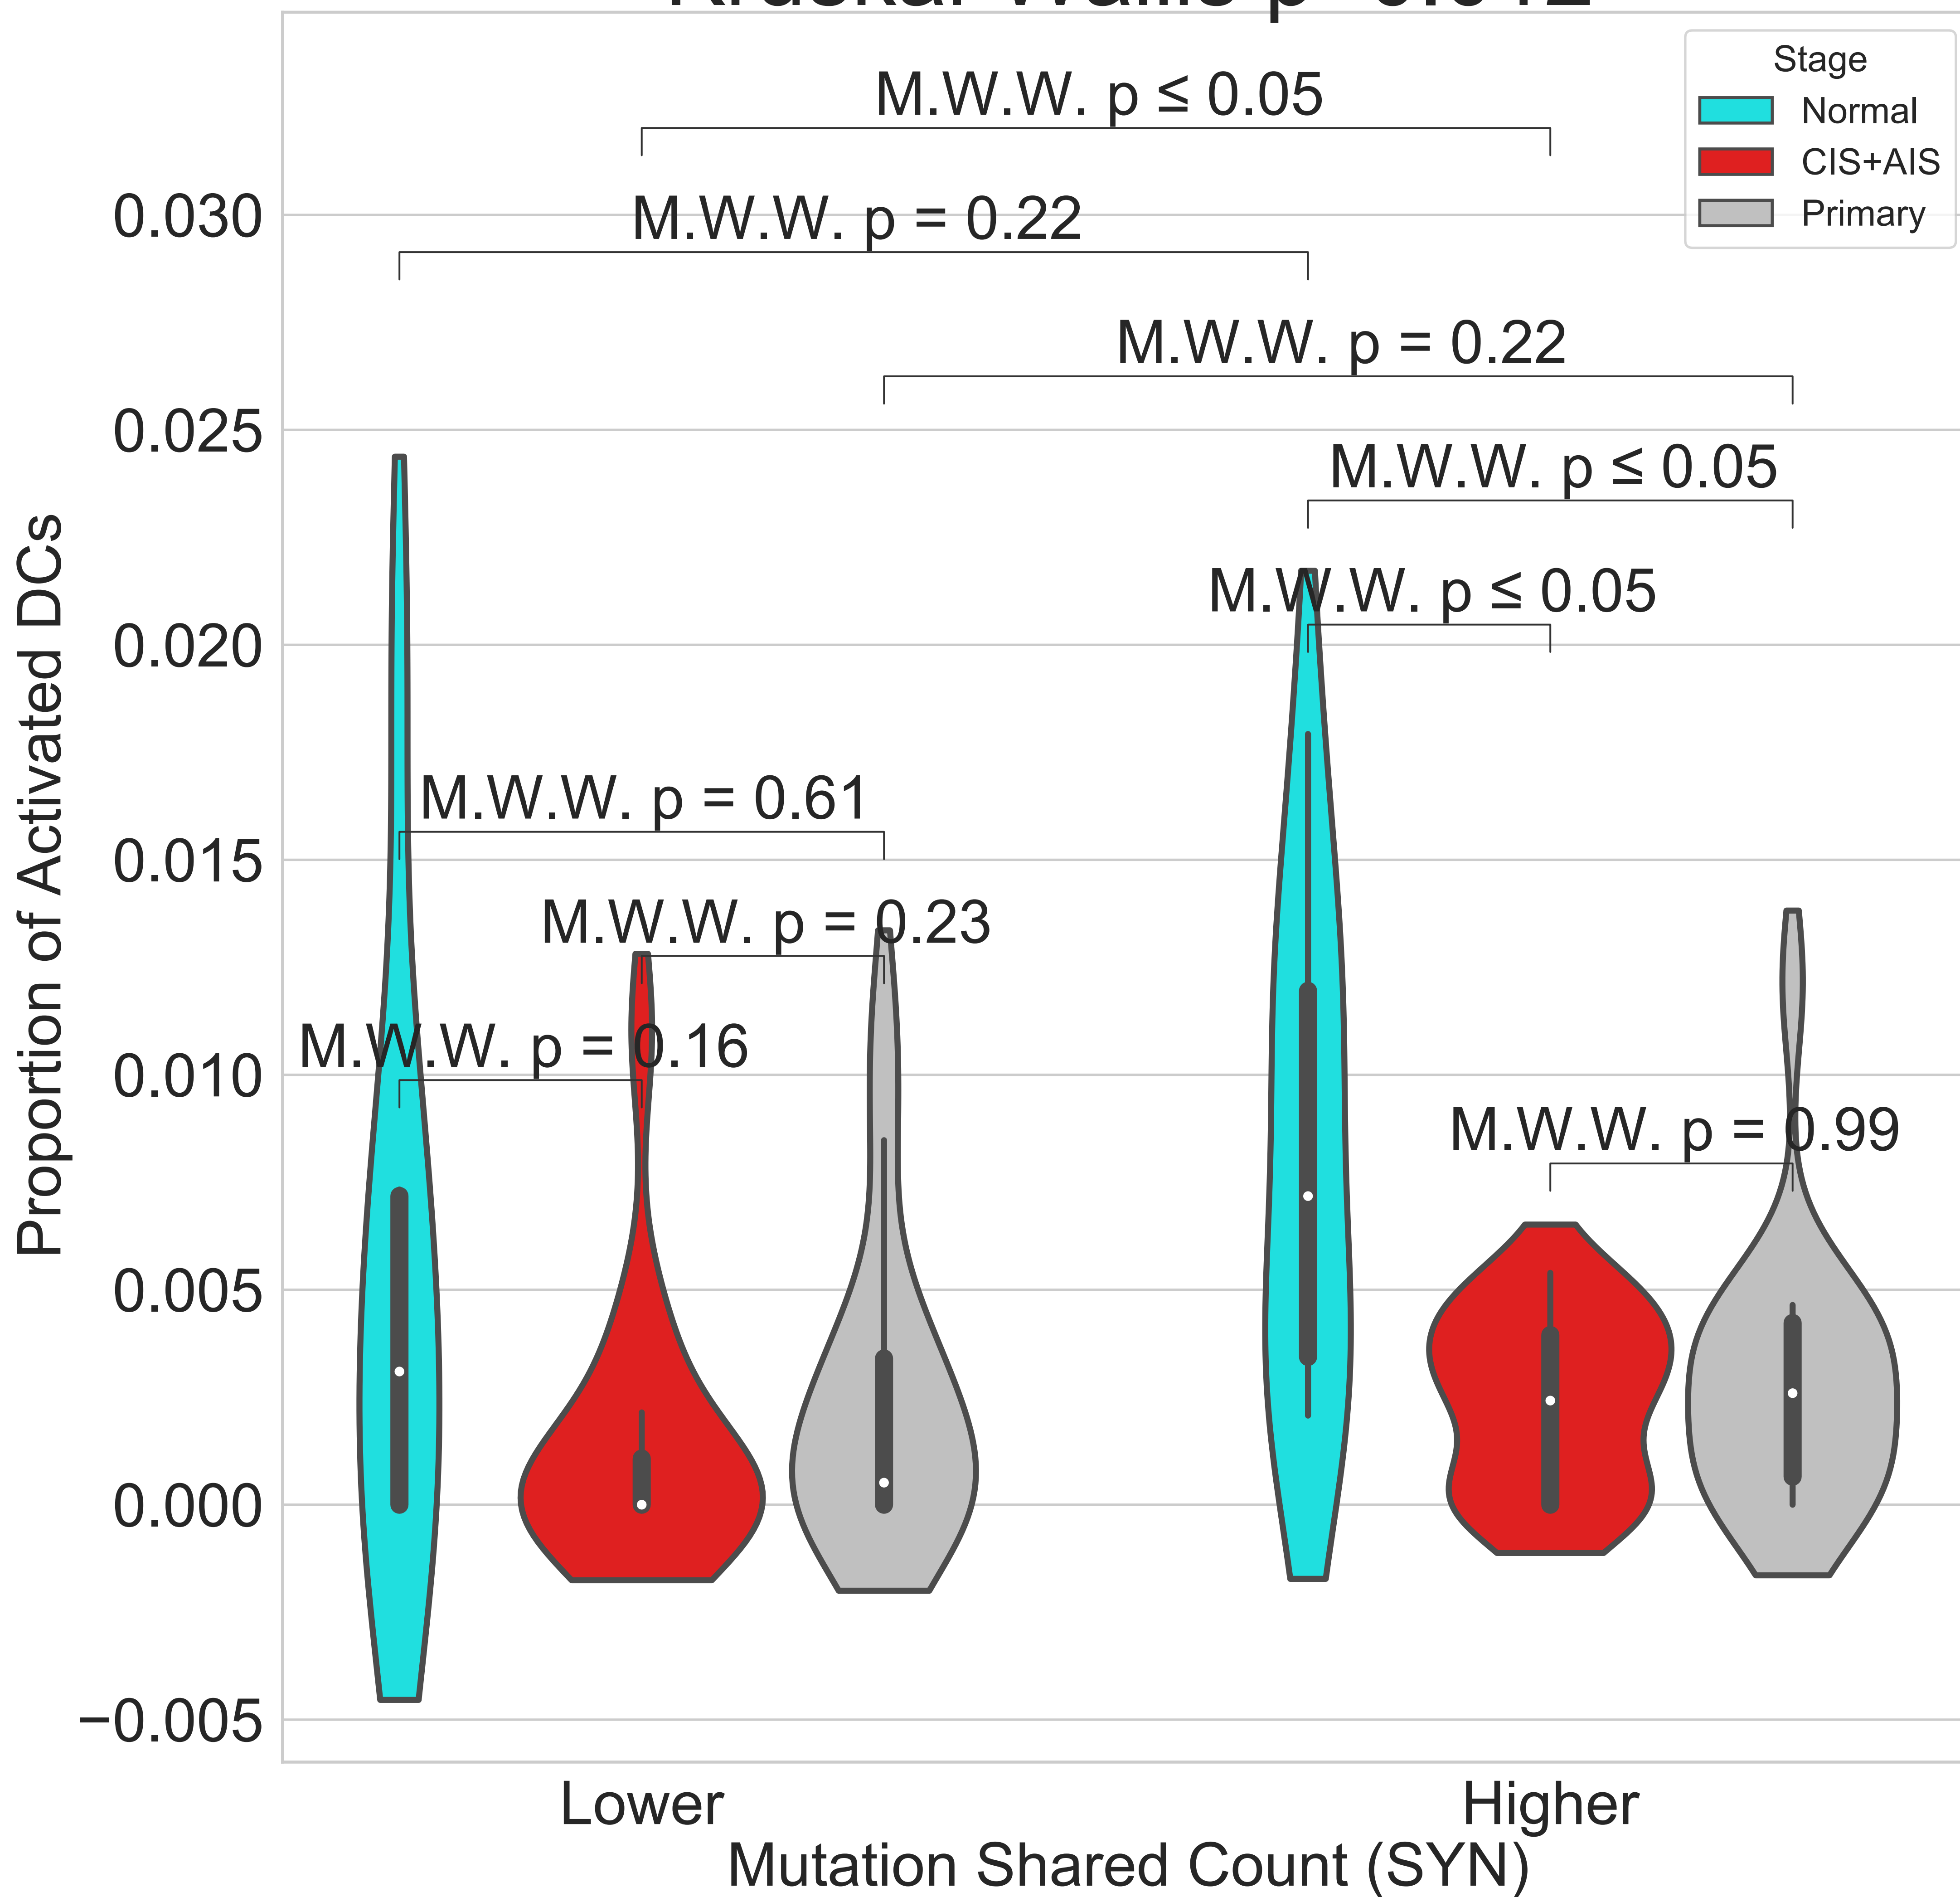 M.W.W. p ≤ 0.05
Stage
Normal
CIS+AIS
Primary
M.W.W. p = 0.22
M.W.W. p = 0.22
M.W.W. p ≤ 0.05
M.W.W. p ≤ 0.05
M.W.W. p = 0.61
M.W.W. p = 0.23
M.W.W. p = 0.16
M.W.W. p = 0.99
0.030
0.025
0.020
0.015
0.010
0.005
0.000
−0.005
Proportion of Activated DCs
Lower
Higher
Mutation Shared Count (SYN)